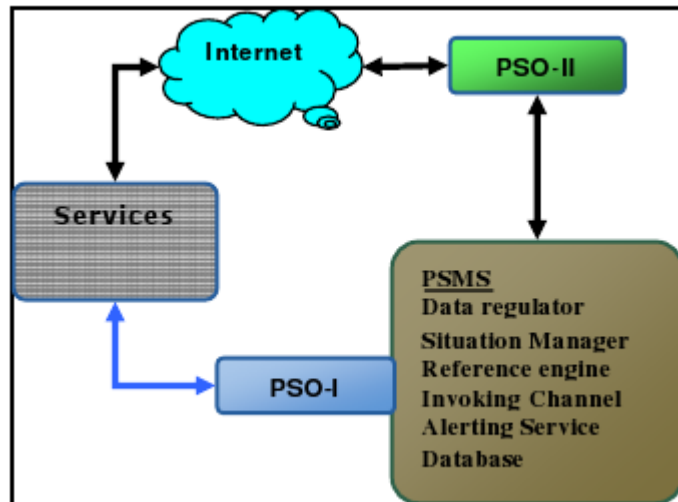 Internet
PSO-II
Services
PSMS
Data regulator
Situation Manager
Reference engine
Invoking Channel
Alerting Service
Database
PSO-I